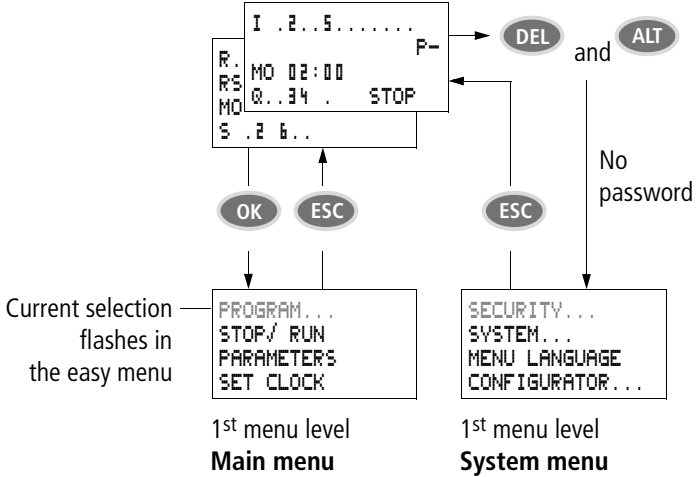 I .2..5.......
P-
MO 02:00
Q..34 . STOP
R.
RS
MO
S .2 6..
DEL
and
ALT
No
password
OK
ESC
ESC
Current selection
flashes in
the easy menu
PROGRAM...
STOP/ RUN
PARAMETERS
SET CLOCK
SECURITY...
SYSTEM...
MENU LANGUAGE
CONFIGURATOR...
1st menu level
Main menu
1st menu level
System menu